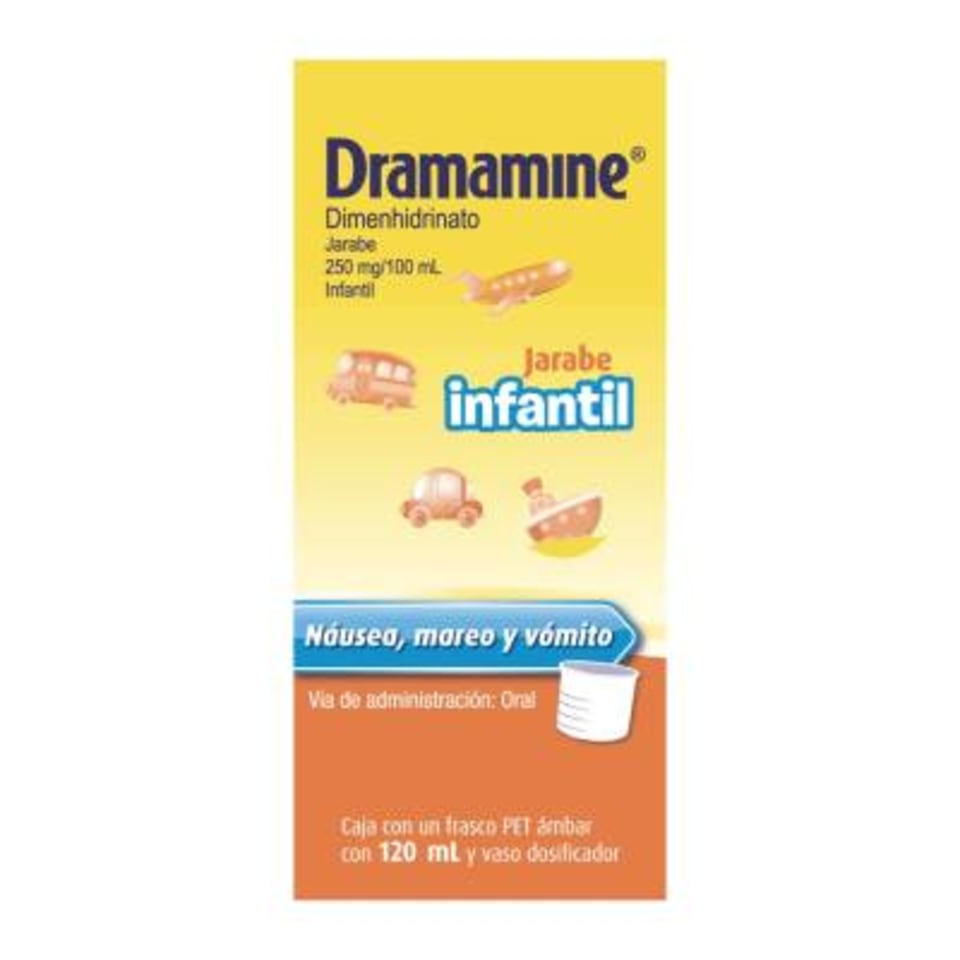 Dramamine®
Dimenhidrinato
Jarabe
250 mg/100 mL
Infantil
Jarabe
infantil
Náusea, mareo y vómito
Vía de administración: Oral
Caja con un frasco PET ámbar
con 120 mL y vaso dosificador